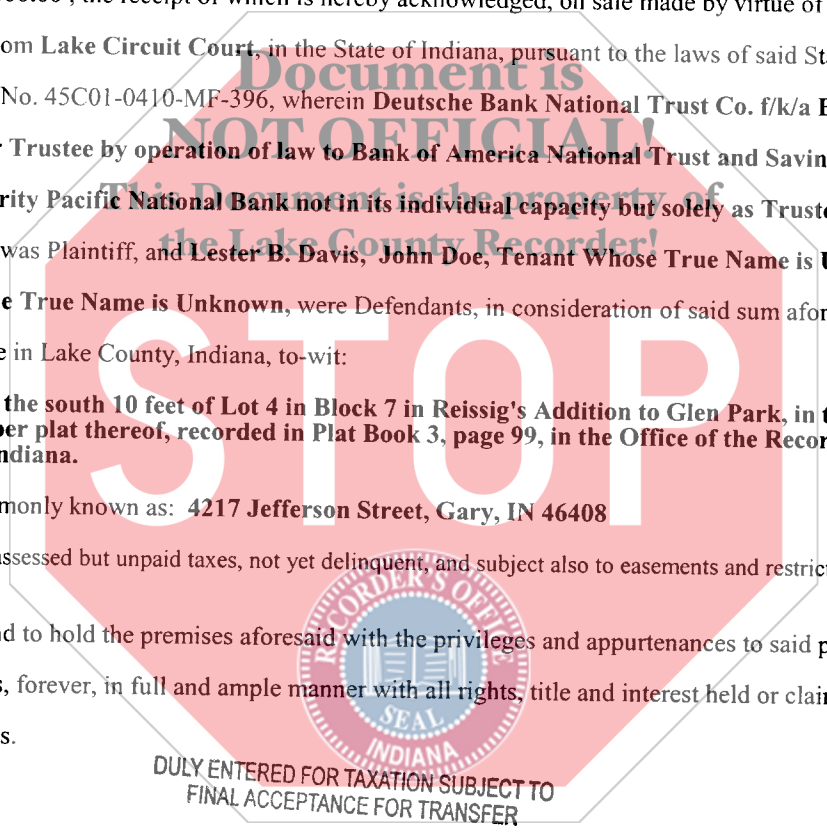 , the receipt of which is hereby acknowledged, on sale made by virtue of
om Lake Circuit Court, in the State of Indiana, pursuant to the laws of said St
Document is
No. 45C01-0410-MF-396, wherein Deutsche Bank National Trust Co. f/k/a B
NOT OFFICIAL!
r Trustee by operation of law to Bank of America National Trust and Savin
This Document is the property of
rity Pacific National Bank not in its individual capacity but solely as Truste
the Lake County Recorder!
was Plaintiff, and Lester B. Davis, John Doe, Tenant Whose True Name is U
e True Name is Unknown, were Defendants, in consideration of said sum afor
STOP
e in Lake County, Indiana, to-wit:
the south 10 feet of Lot 4 in Block 7 in Reissig's Addition to Glen Park, in t
per plat thereof, recorded in Plat Book 3, page 99, in the Office of the Recor
ndiana.
monly known as: 4217 Jefferson Street, Gary, IN 46408
ssessed but unpaid taxes, not yet delinquent, and subject also to easements and restric
RECORDER'S OFFICE
nd to hold the premises aforesaid with the privileges and appurtenances to said p
s, forever, in full and ample manner with all rights, title and interest held or clai
SEAL
INDIANA
s.
DULY ENTERED FOR TAXATION SUBJECT TO
FINAL ACCEPTANCE FOR TRANSFER